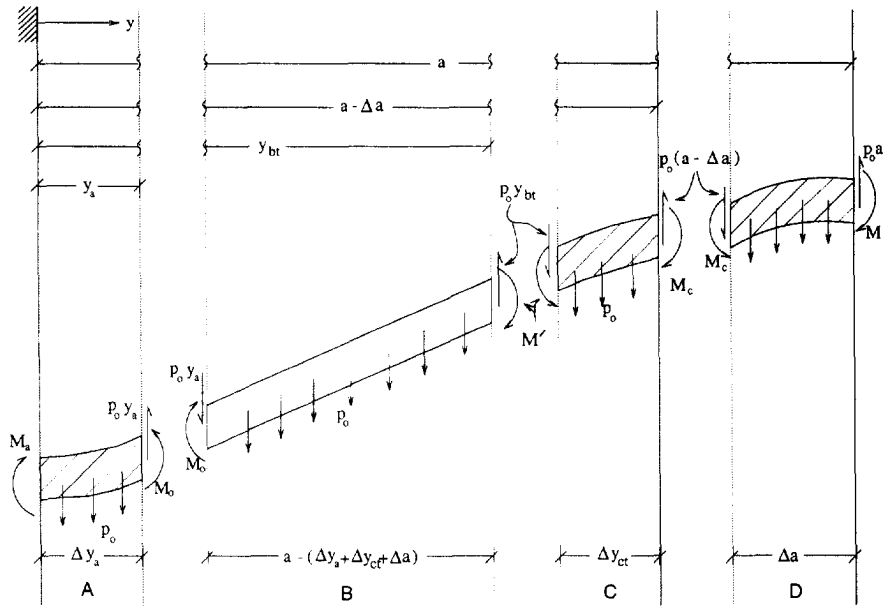 y
a
a - Δa
y_bt
y_a
p_o(a - Δa)
p_o a
p_o y_bt
M_c
M_c
M
p_o
M′
p_o y_a
p_o y_a
p_o
M_a
M_o
M_o
p_o
Δy_a
a - (Δy_a + Δy_ct + Δa)
Δy_ct
Δa
A
B
C
D